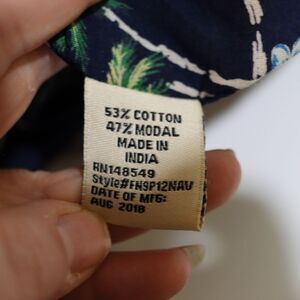 53% COTTON
47% MODAL
MADE IN
INDIA
RN148549
Style#FN9P12NAV
DATE OF MFG:
AUG 2018